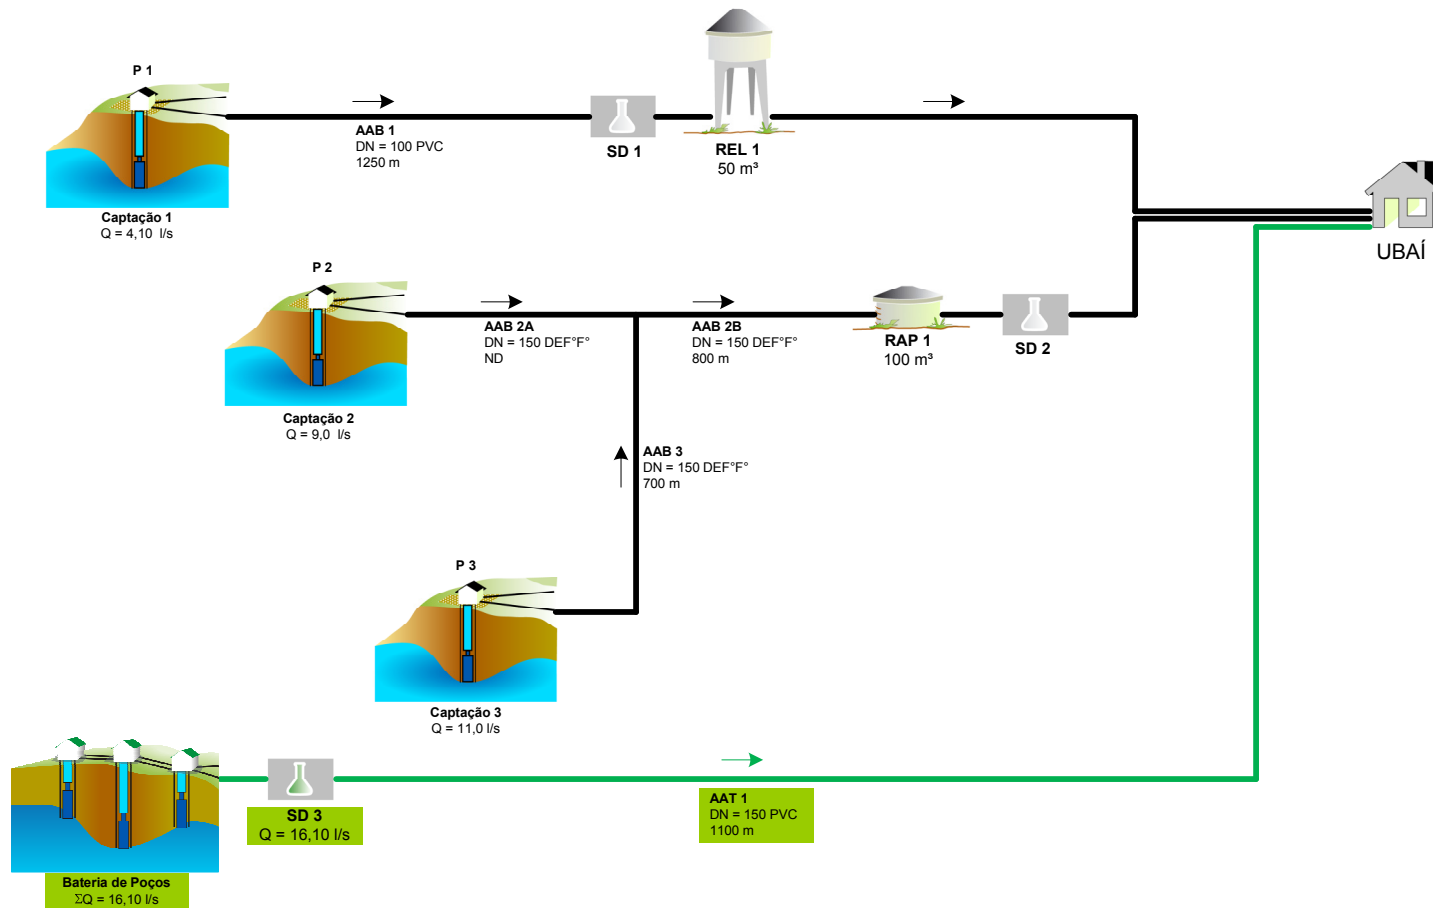 P 1
AAB 1
DN = 100 PVC
1250 m
SD 1
REL 1
50 m³
Captação 1
Q = 4,10 l/s
UBAÍ
P 2
AAB 2A
DN = 150 DEF°F°
ND
AAB 2B
DN = 150 DEF°F°
800 m
RAP 1
100 m³
SD 2
Captação 2
Q = 9,0 l/s
AAB 3
DN = 150 DEF°F°
700 m
P 3
Captação 3
Q = 11,0 l/s
SD 3
Q = 16,10 l/s
AAT 1
DN = 150 PVC
1100 m
Bateria de Poços
ΣQ = 16,10 l/s